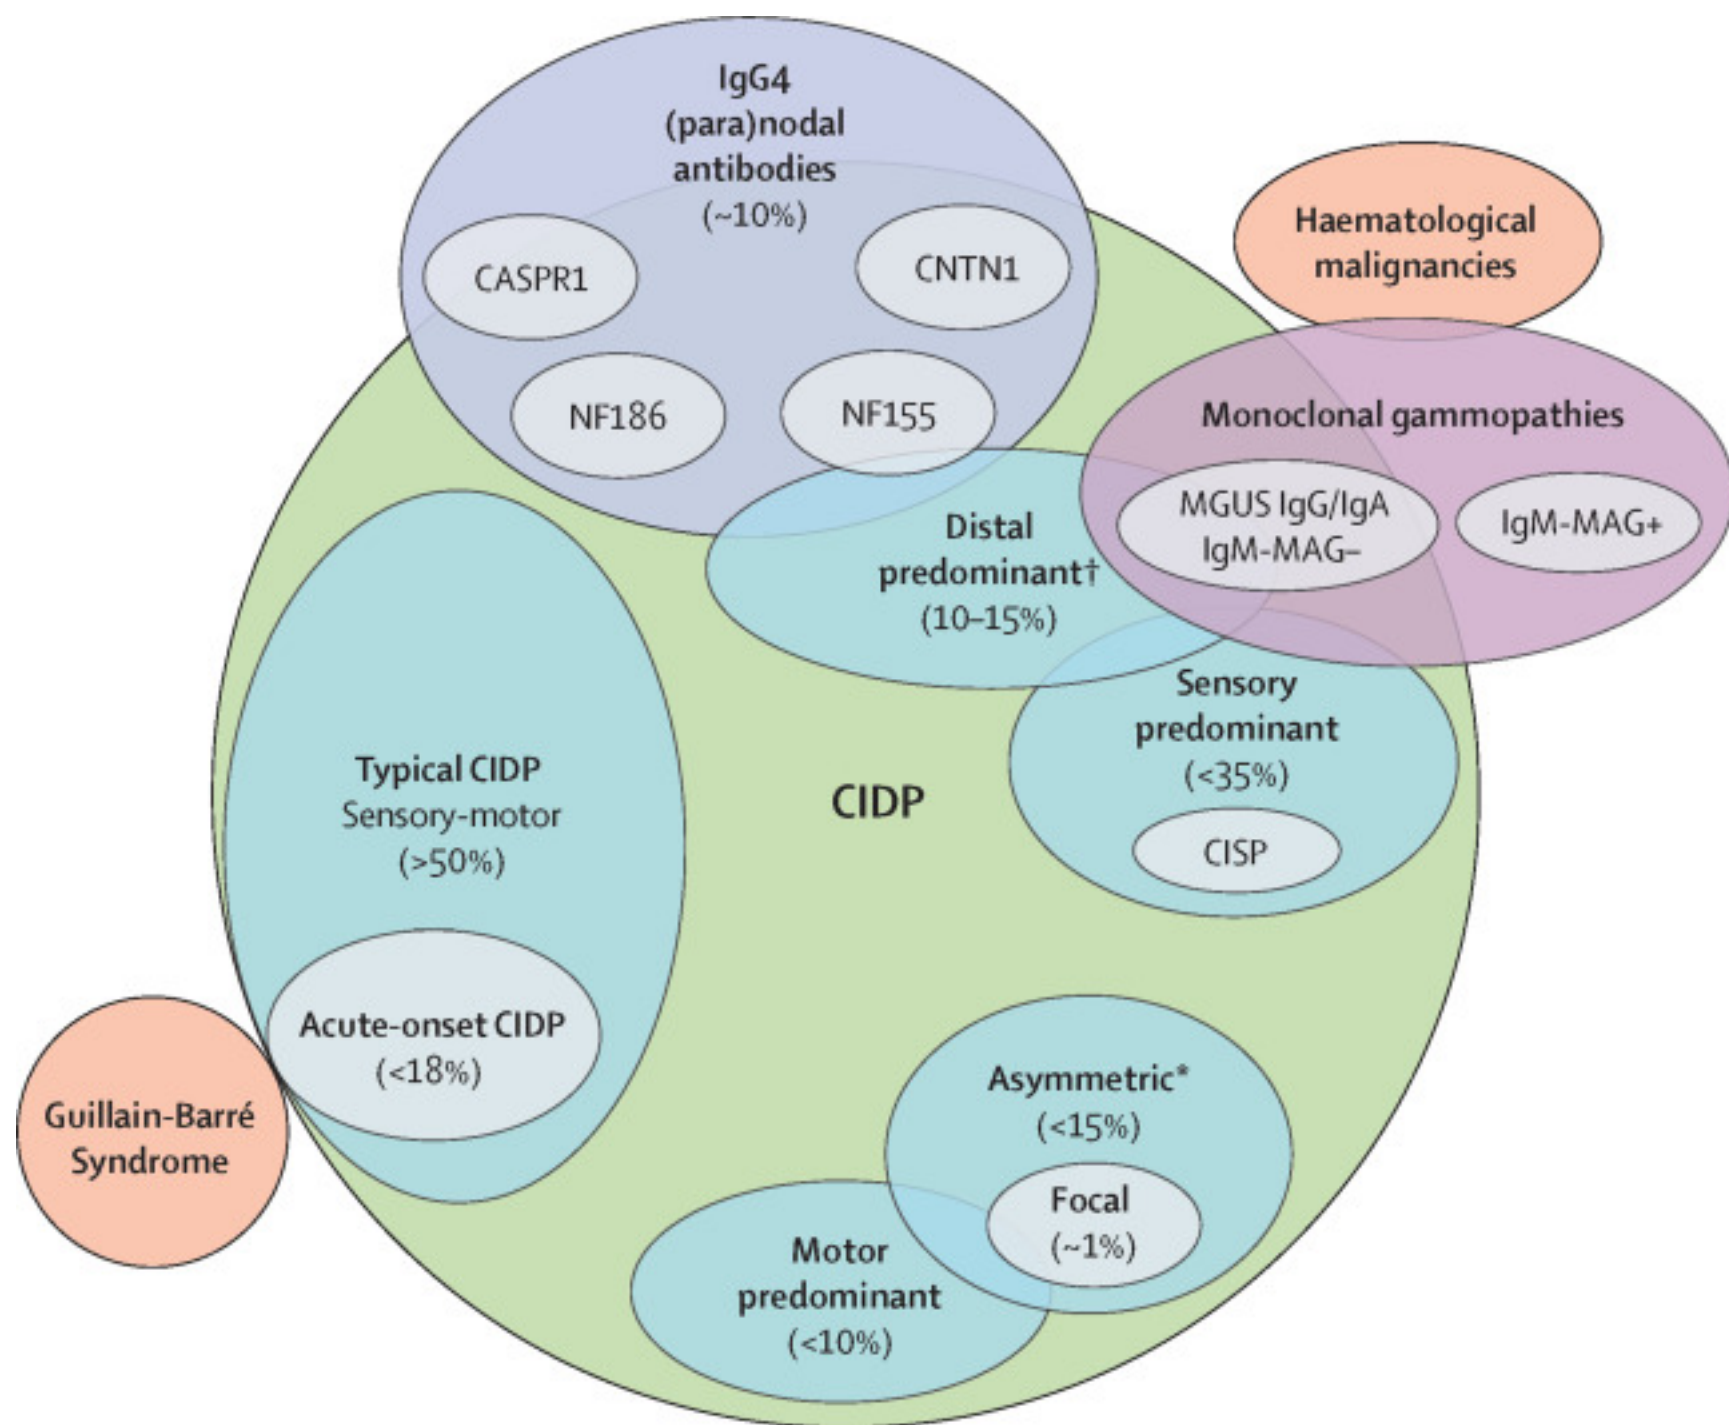 IgG4
(para)nodal
antibodies
(~10%)
CASPR1
CNTN1
NF186
NF155
Haematological
malignancies
Monoclonal gammopathies
MGUS IgG/IgA
IgM-MAG–
IgM-MAG+
Distal
predominant†
(10–15%)
Sensory
predominant
(<35%)
CISP
Typical CIDP
Sensory-motor
(>50%)
CIDP
Acute-onset CIDP
(<18%)
Guillain-Barré
Syndrome
Asymmetric*
(<15%)
Focal
(~1%)
Motor
predominant
(<10%)